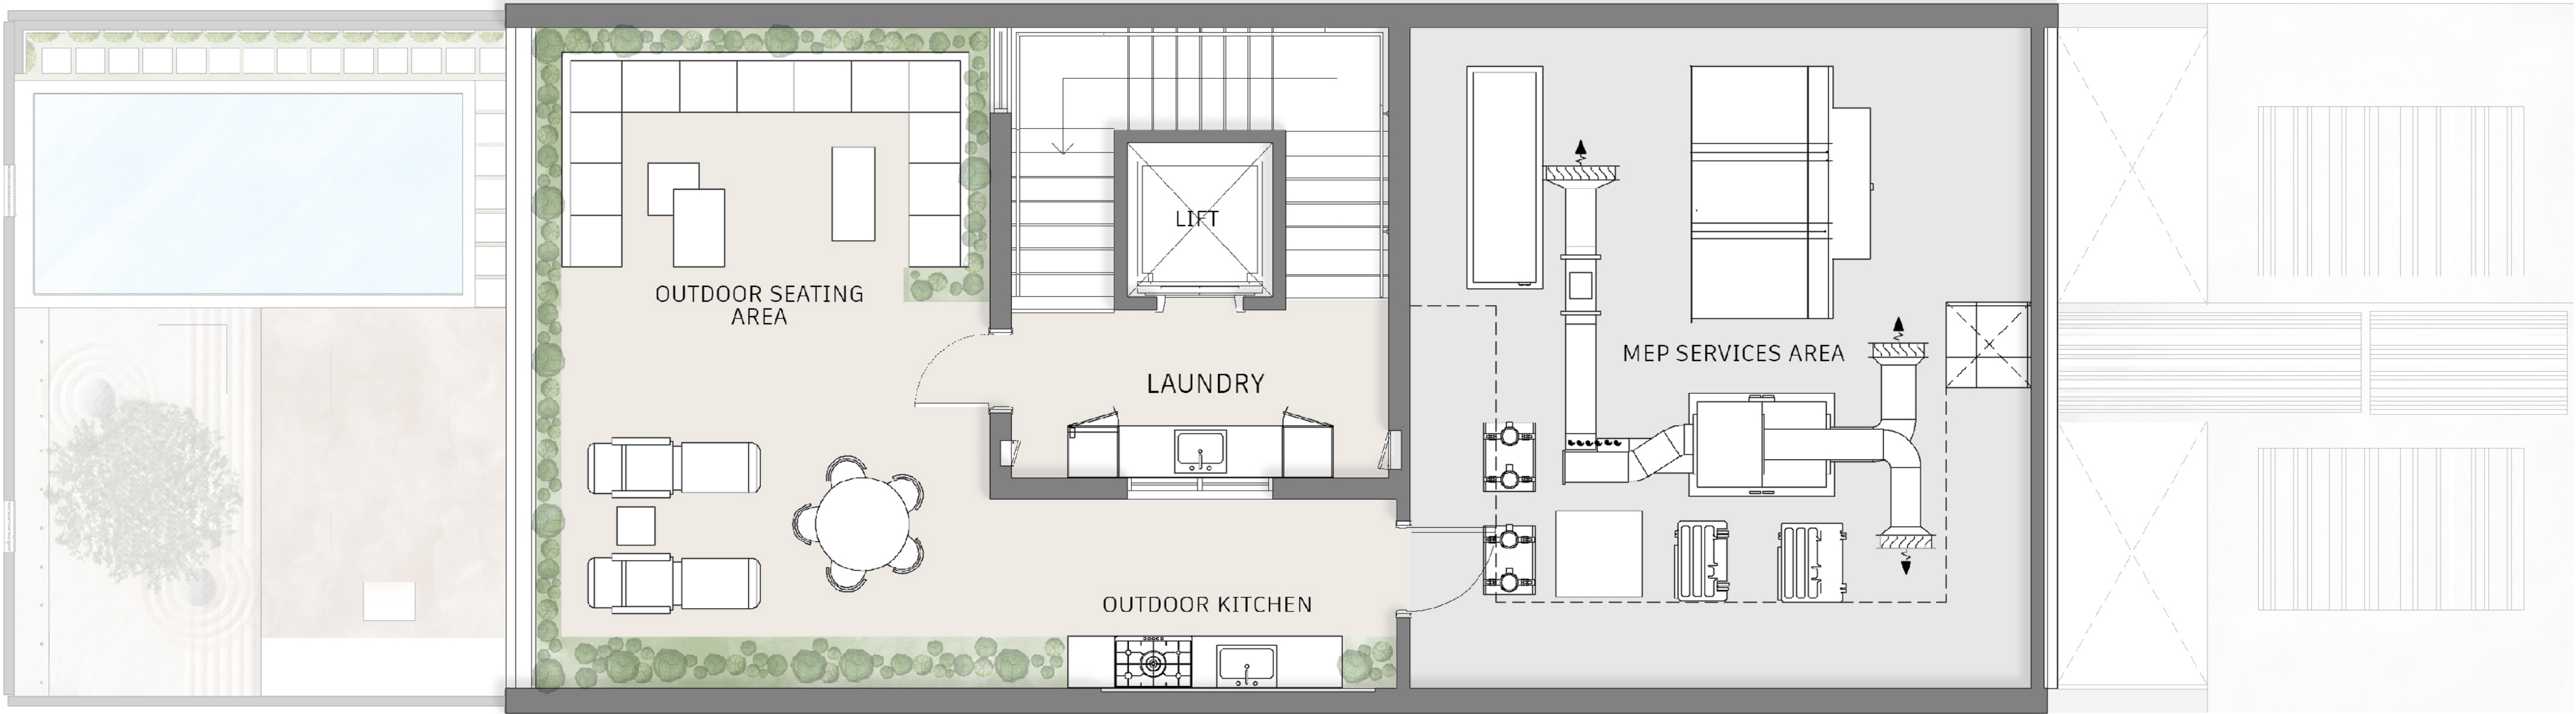 LIFT
OUTDOOR SEATING
AREA
MEP SERVICES AREA
LAUNDRY
OUTDOOR KITCHEN